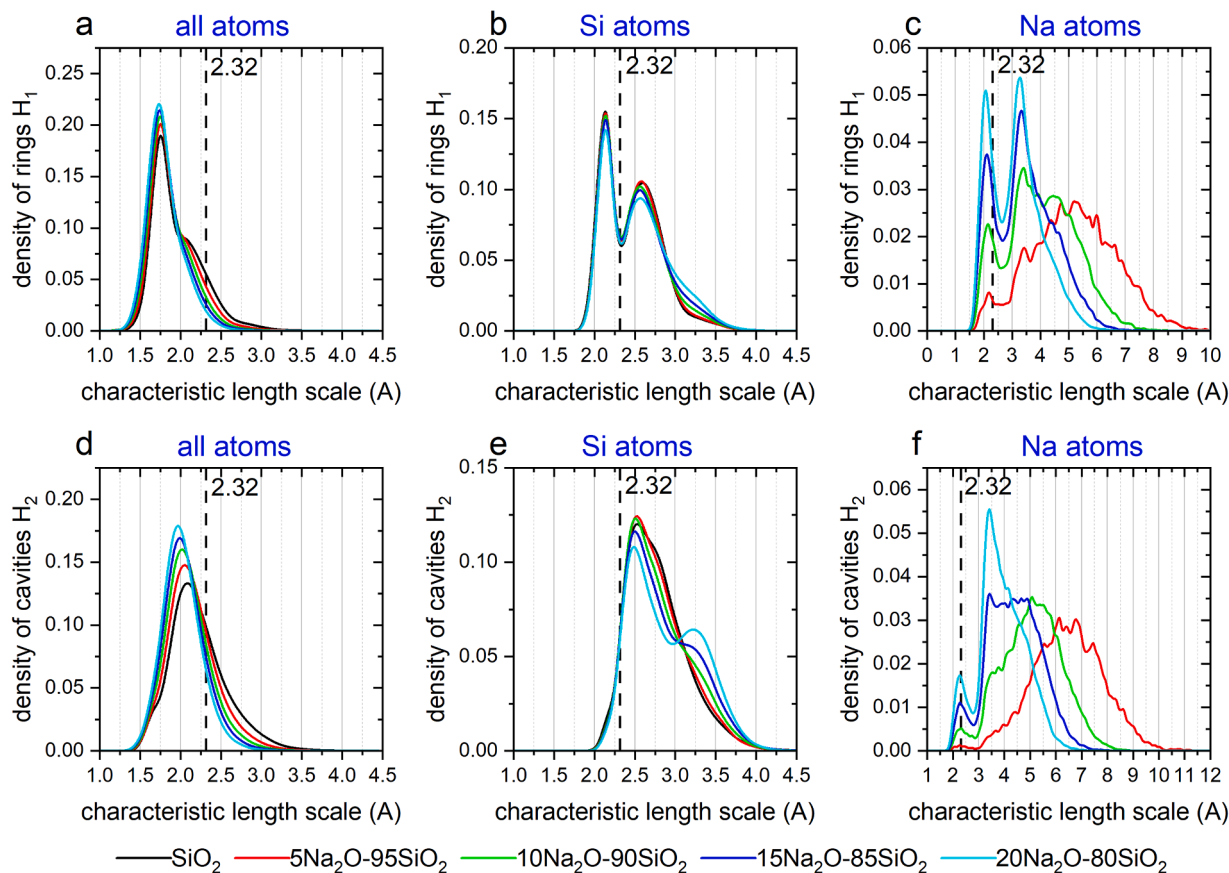 a all atoms
2.32
density of rings H₁
0.25
0.20
0.15
0.10
0.05
0.00
1.0 1.5 2.0 2.5 3.0 3.5 4.0 4.5
characteristic length scale (A)
b Si atoms
2.32
density of rings H₁
0.20
0.15
0.10
0.05
0.00
1.0 1.5 2.0 2.5 3.0 3.5 4.0 4.5
characteristic length scale (A)
c Na atoms
2.32
density of rings H₁
0.06
0.05
0.04
0.03
0.02
0.01
0.00
0 1 2 3 4 5 6 7 8 9 10
characteristic length scale (A)
d all atoms
2.32
density of cavities H₂
0.20
0.15
0.10
0.05
0.00
1.0 1.5 2.0 2.5 3.0 3.5 4.0 4.5
characteristic length scale (A)
e Si atoms
2.32
density of cavities H₂
0.15
0.10
0.05
0.00
1.0 1.5 2.0 2.5 3.0 3.5 4.0 4.5
characteristic length scale (A)
f Na atoms
2.32
density of cavities H₂
0.06
0.05
0.04
0.03
0.02
0.01
0.00
1 2 3 4 5 6 7 8 9 10 11 12
characteristic length scale (A)
SiO₂ 5Na₂O-95SiO₂ 10Na₂O-90SiO₂ 15Na₂O-85SiO₂ 20Na₂O-80SiO₂